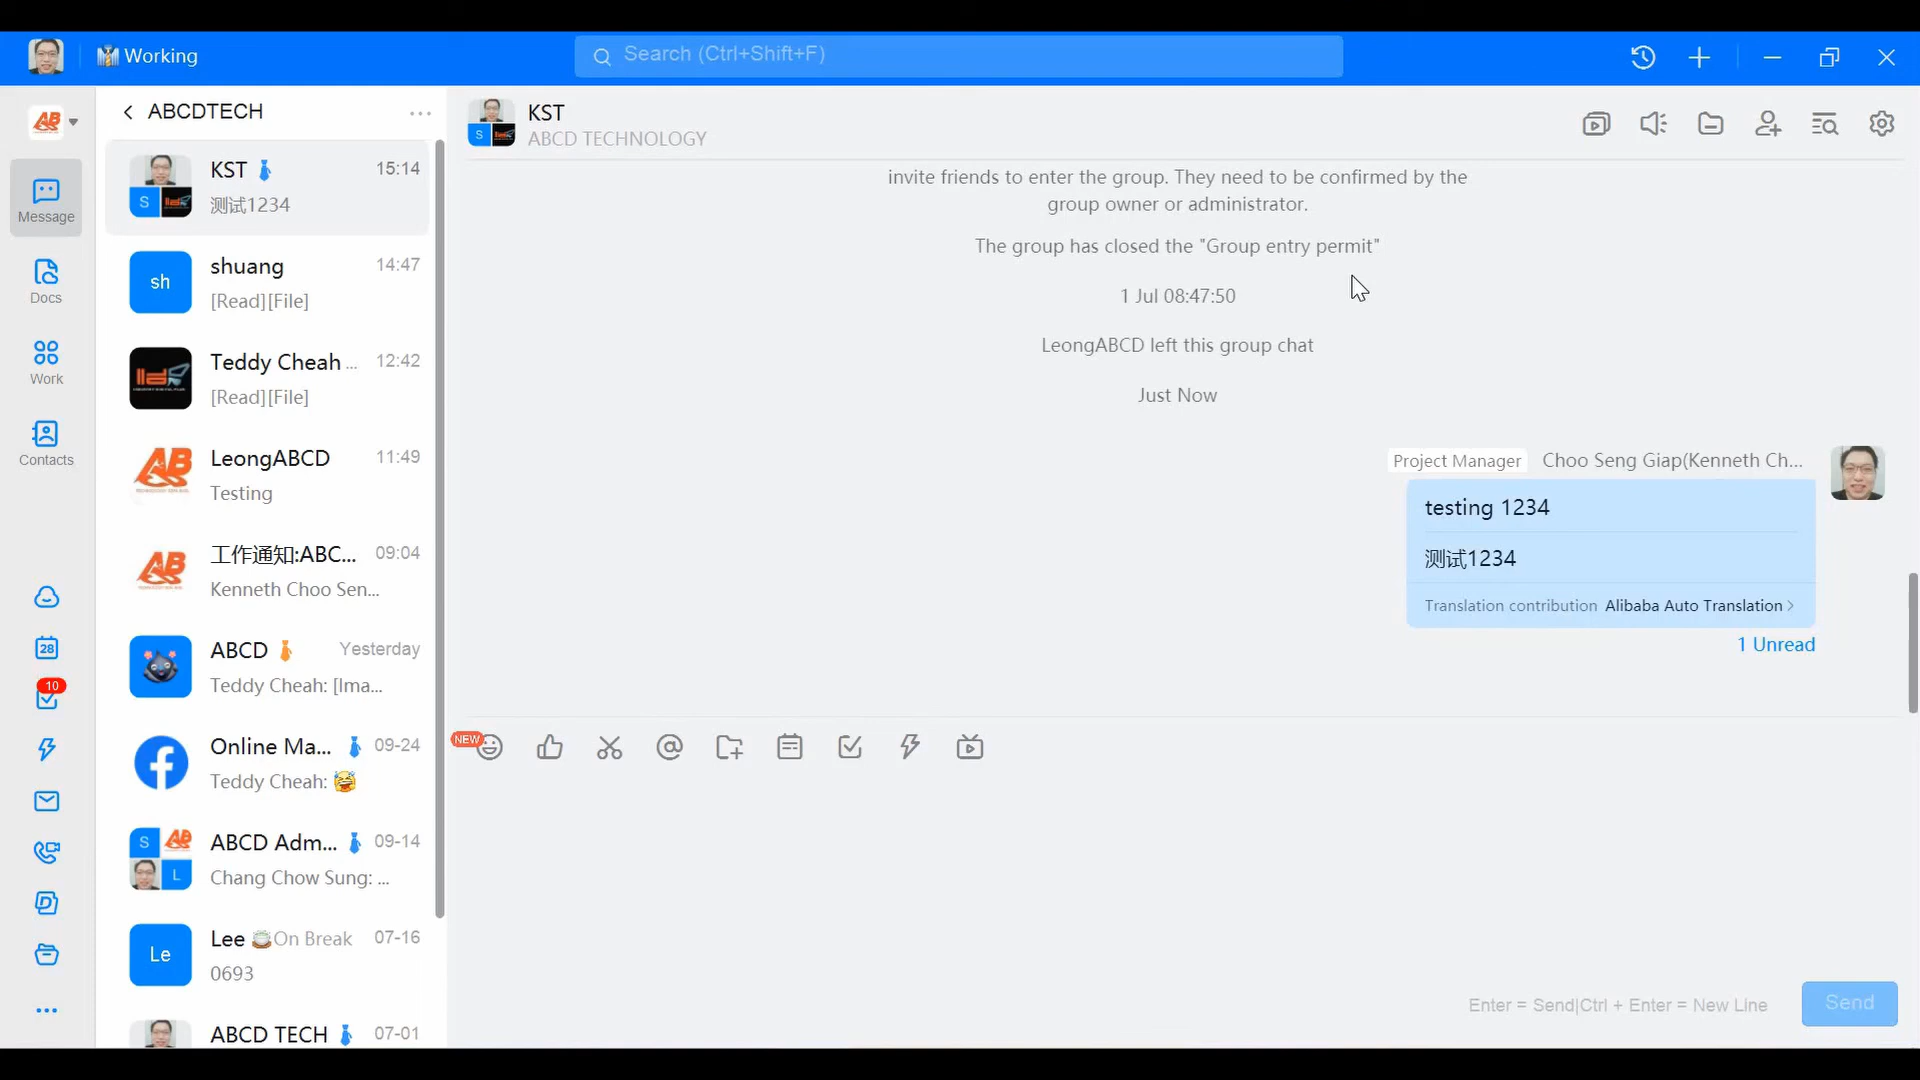 Working
Search (Ctrl+Shift+F)
ABCDTECH
Message
Docs
Work
Contacts
28
10
KST 15:14
测试1234
sh
shuang 14:47
[Read][File]
Teddy Cheah ... 12:42
[Read][File]
LeongABCD 11:49
Testing
工作通知:ABC... 09:04
Kenneth Choo Sen...
ABCD Yesterday
Teddy Cheah: [Ima...
Online Ma... 09-24
Teddy Cheah:
ABCD Adm... 09-14
Chang Chow Sung: ...
Le
Lee On Break 07-16
0693
ABCD TECH 07-01
KST
ABCD TECHNOLOGY
invite friends to enter the group. They need to be confirmed by the
group owner or administrator.
The group has closed the "Group entry permit"
1 Jul 08:47:50
LeongABCD left this group chat
Just Now
Project Manager Choo Seng Giap(Kenneth Ch...
testing 1234
测试1234
Translation contribution Alibaba Auto Translation >
1 Unread
NEW
Enter = Send|Ctrl + Enter = New Line
Send